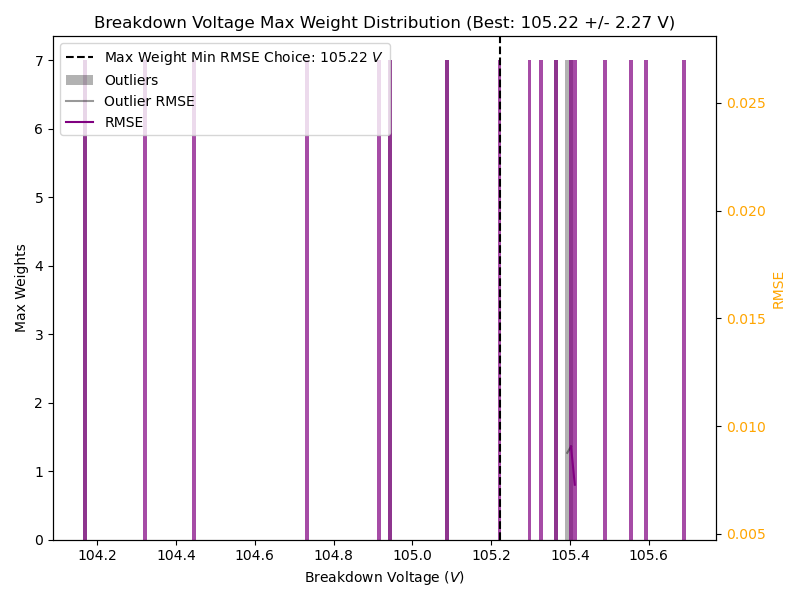 Breakdown Voltage Max Weight Distribution (Best: 105.22 +/- 2.27 V)
Max Weight Min RMSE Choice: 105.22 V
Outliers
Outlier RMSE
RMSE
7
6
5
4
3
2
1
0
Max Weights
0.025
0.020
0.015
0.010
0.005
RMSE
104.2 104.4 104.6 104.8 105.0 105.2 105.4 105.6
Breakdown Voltage (V)